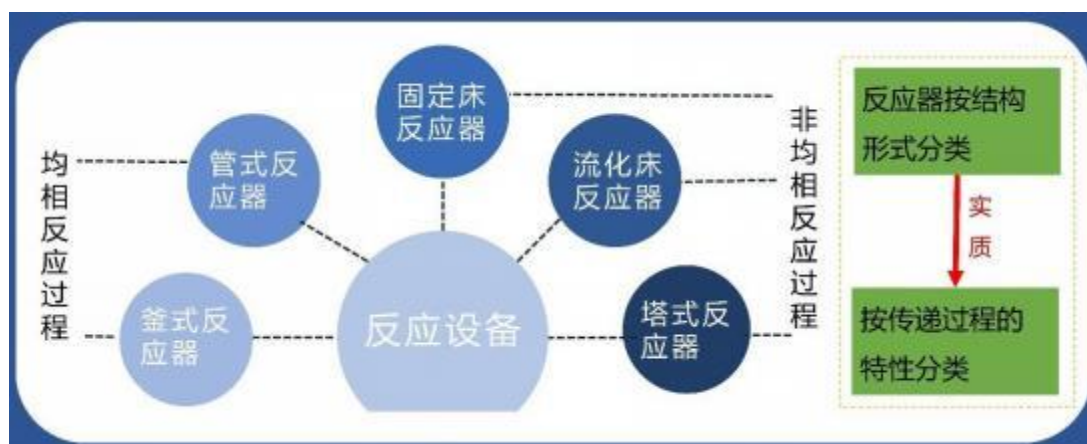 固定床
反应器
管式反
应器
流化床
反应器
釜式反
应器
反应设备
塔式反
应器
均相反应过程
非均相反应过程
反应器按结构
形式分类
实
质
按传递过程的
特性分类